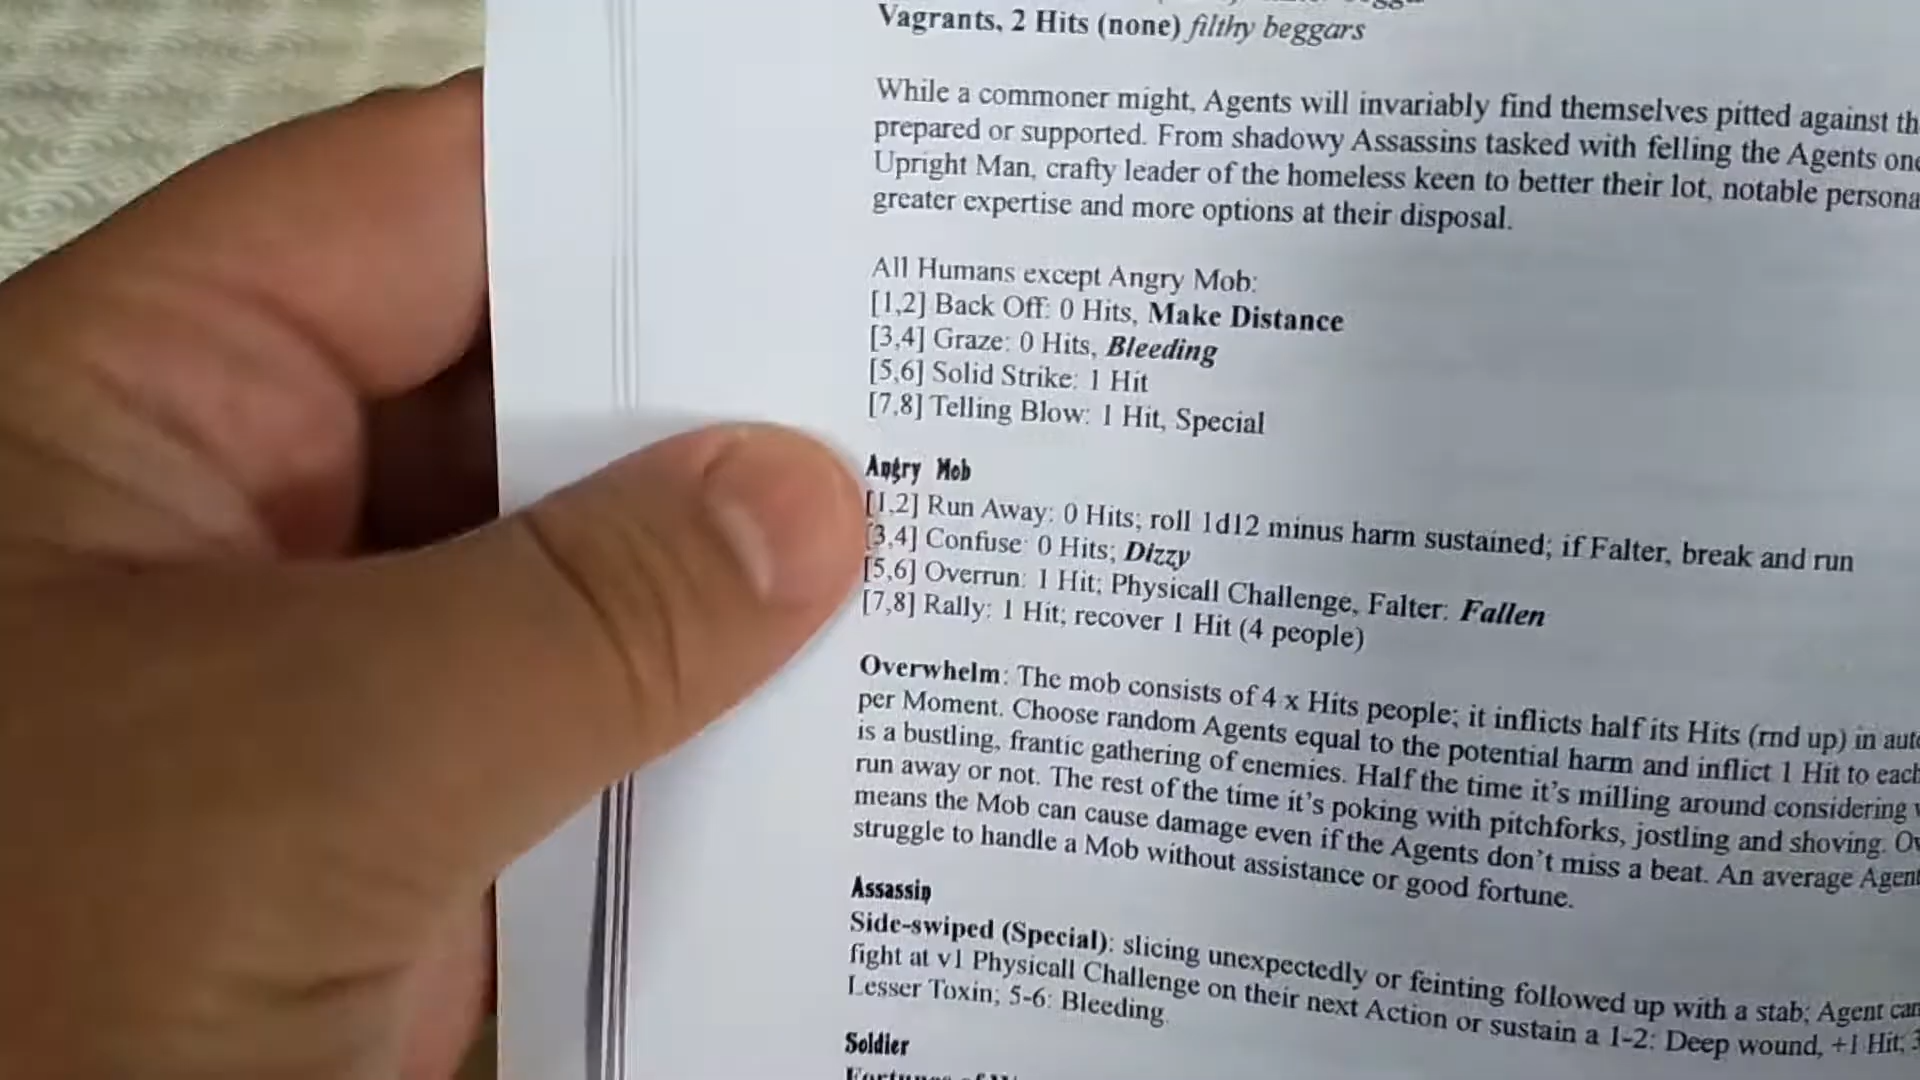 Vagrants, 2 Hits (none) filthy beggars
While a commoner might, Agents will invariably find themselves pitted against
prepared or supported. From shadowy Assassins tasked with felling the Agents
Upright Man, crafty leader of the homeless keen to better their lot, notable
greater expertise and more options at their disposal.
All Humans except Angry Mob:
[1,2] Back Off: 0 Hits, Make Distance
[3,4] Graze: 0 Hits, Bleeding
[5,6] Solid Strike: 1 Hit
[7,8] Telling Blow: 1 Hit, Special
Angry Mob
[1,2] Run Away: 0 Hits; roll 1d12 minus harm sustained; if Falter, break and run
[3,4] Confuse: 0 Hits; Dizzy
[5,6] Overrun: 1 Hit; Physicall Challenge, Falter: Fallen
[7,8] Rally: 1 Hit; recover 1 Hit (4 people)
Overwhelm: The mob consists of 4 x Hits people; it inflicts half its Hits (rnd up) in
per Moment. Choose random Agents equal to the potential harm and inflict 1 Hit to each
is a bustling, frantic gathering of enemies. Half the time it's milling around considering
run away or not. The rest of the time it's poking with pitchforks, jostling and shoving.
means the Mob can cause damage even if the Agents don't miss a beat. An average Agent
struggle to handle a Mob without assistance or good fortune.
Assassin
Side-swiped (Special): slicing unexpectedly or feinting followed up with a stab; Agent can
fight at v1 Physicall Challenge on their next Action or sustain a 1-2: Deep wound, +1 Hit;
Lesser Toxin; 5-6: Bleeding.
Soldier